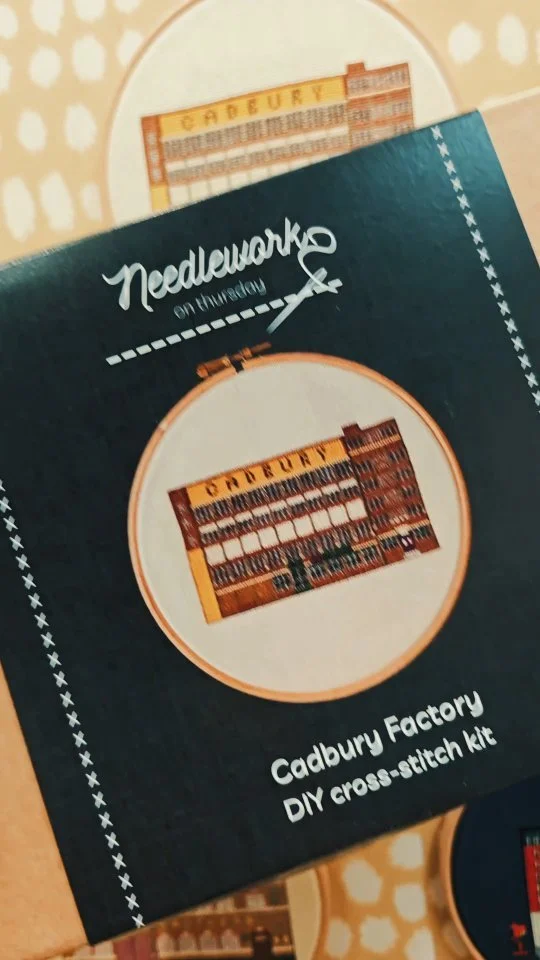 CADBURY
Needlework
on thursday
CADBURY
Cadbury Factory
DIY cross-stitch kit